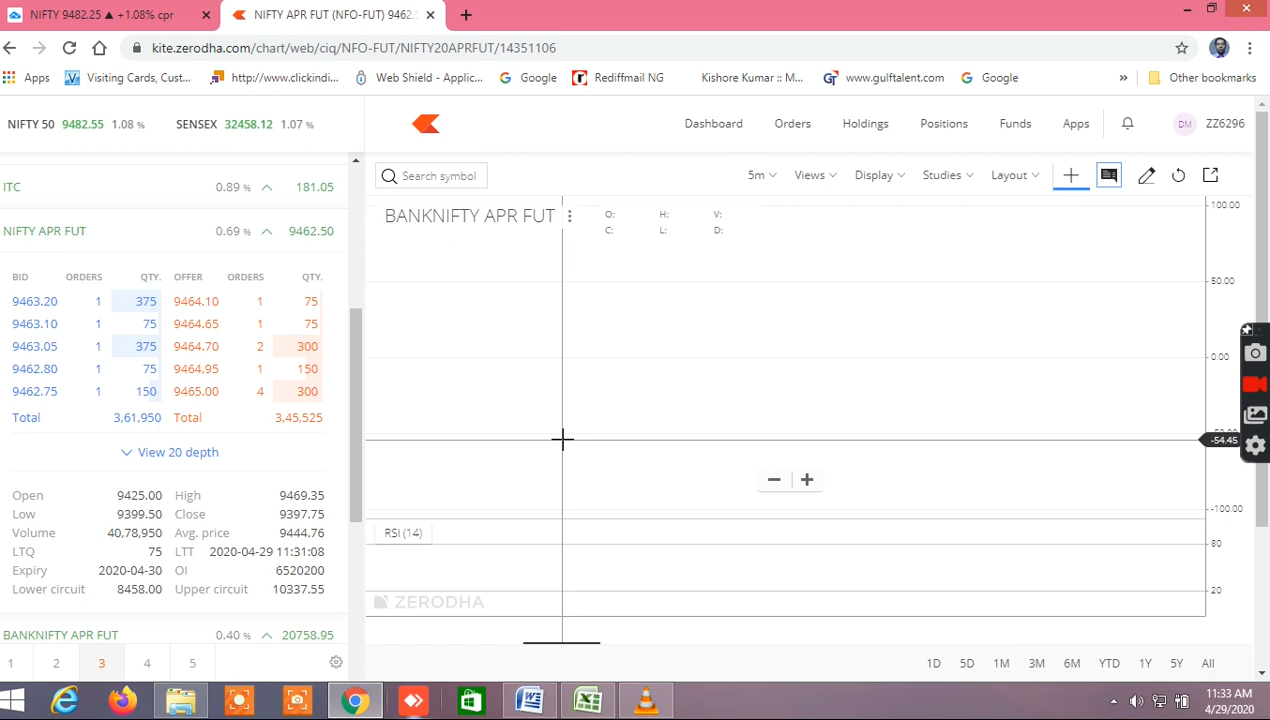 NIFTY 9482.25 ▲ +1.08% cpr × NIFTY APR FUT (NFO-FUT) 9462.5 × +
kite.zerodha.com/chart/web/ciq/NFO-FUT/NIFTY20APRFUT/14351106
Apps Visiting Cards, Cust... http://www.clickindi... Web Shield - Applic... Google Rediffmail NG Kishore Kumar :: M... www.gulftalent.com Google » Other bookmarks
NIFTY 50 9482.55 1.08 % SENSEX 32458.12 1.07 %
Dashboard Orders Holdings Positions Funds Apps DM ZZ6296
ITC 0.89 % 181.05
Search symbol 5m Views Display Studies Layout
NIFTY APR FUT 0.69 % 9462.50
BID ORDERS QTY. OFFER ORDERS QTY.
9463.20 1 375 9464.10 1 75
9463.10 1 75 9464.65 1 75
9463.05 1 375 9464.70 2 300
9462.80 1 75 9464.95 1 150
9462.75 1 150 9465.00 4 300
Total 3,61,950 Total 3,45,525
View 20 depth
Open 9425.00 High 9469.35
Low 9399.50 Close 9397.75
Volume 40,78,950 Avg. price 9444.76
LTQ 75 LTT 2020-04-29 11:31:08
Expiry 2020-04-30 OI 6520200
Lower circuit 8458.00 Upper circuit 10337.55
BANKNIFTY APR FUT 0.40 % 20758.95
1 2 3 4 5
BANKNIFTY APR FUT O: H: V:
C: L: D:
100.00
50.00
0.00
-54.45
-100.00
RSI (14)
80
20
ZERODHA
1D 5D 1M 3M 6M YTD 1Y 5Y All
11:33 AM
4/29/2020